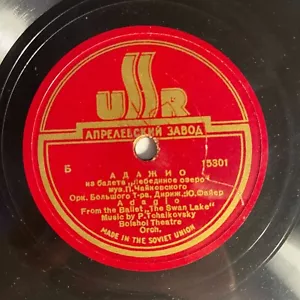 USSR
АПРЕЛЕВСКИЙ ЗАВОД
Б 15301
АДАЖИО
из балета „Лебединое озеро"
муз. П. Чайковского
Орк. Большого Т-ра. Дириж. Ю. Файер
Adagio
From the Ballet „The Swan Lake"
Music by P. Tchaikovsky
Bolshoi Theatre
Orch.
MADE IN THE SOVIET UNION